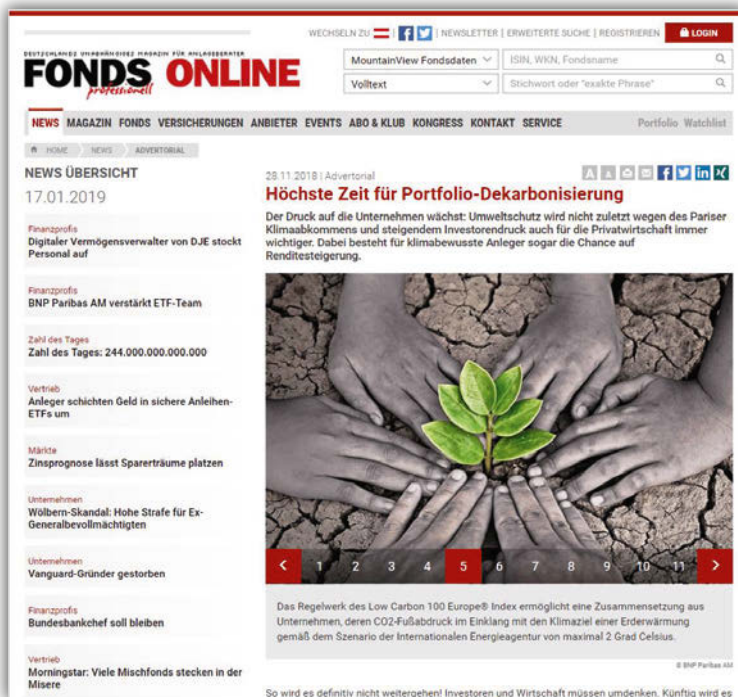 WECHSELN ZU | NEWSLETTER | ERWEITERTE SUCHE | REGISTRIEREN LOGIN
DEUTSCHLANDS UNABHÄNGIGES MAGAZIN FÜR ANLAGEBERATER
FONDS ONLINE
professionell
MountainView Fondsdaten ISIN, WKN, Fondsname
Volltext Stichwort oder "exakte Phrase"
NEWS MAGAZIN FONDS VERSICHERUNGEN ANBIETER EVENTS ABO & KLUB KONGRESS KONTAKT SERVICE Portfolio Watchlist
HOME NEWS ADVERTORIAL
NEWS ÜBERSICHT
17.01.2019
Finanzprofis
Digitaler Vermögensverwalter von DJE stockt
Personal auf
Finanzprofis
BNP Paribas AM verstärkt ETF-Team
Zahl des Tages
Zahl des Tages: 244.000.000.000.000
Vertrieb
Anleger schichten Geld in sichere Anleihen-
ETFs um
Märkte
Zinsprognose lässt Sparerträume platzen
Unternehmen
Wölbern-Skandal: Hohe Strafe für Ex-
Generalbevollmächtigten
Unternehmen
Vanguard-Gründer gestorben
Finanzprofis
Bundesbankchef soll bleiben
Vertrieb
Morningstar: Viele Mischfonds stecken in der
Misere
28.11.2018 | Advertorial
Höchste Zeit für Portfolio-Dekarbonisierung
Der Druck auf die Unternehmen wächst: Umweltschutz wird nicht zuletzt wegen des Pariser
Klimaabkommens und steigendem Investorendruck auch für die Privatwirtschaft immer
wichtiger. Dabei besteht für klimabewusste Anleger sogar die Chance auf
Renditesteigerung.
< 1 2 3 4 5 6 7 8 9 10 11 >
Das Regelwerk des Low Carbon 100 Europe® Index ermöglicht eine Zusammensetzung aus
Unternehmen, deren CO2-Fußabdruck im Einklang mit den Klimaziel einer Erderwärmung
gemäß dem Szenario der Internationalen Energieagentur von maximal 2 Grad Celsius.
© BNP Paribas AM
So wird es definitiv nicht weitergehen! Investoren und Wirtschaft müssen umdenken. Künftig wird es